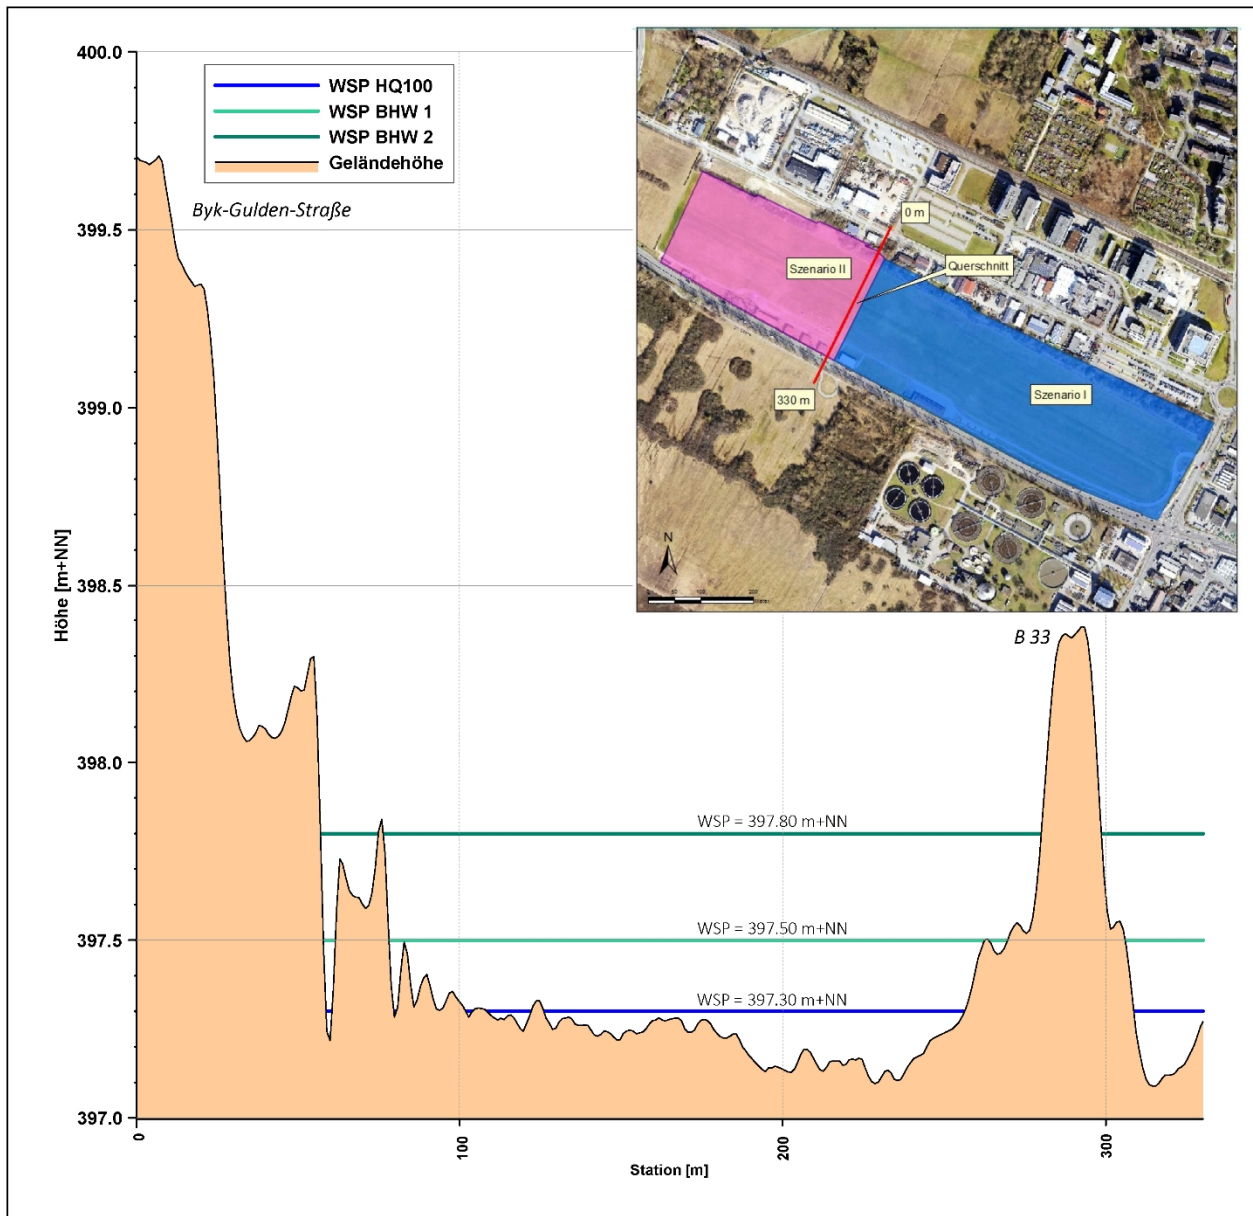 400.0
399.5
399.0
398.5
398.0
397.5
397.0
Höhe [m+NN]
WSP HQ100
WSP BHW 1
WSP BHW 2
Geländehöhe
Byk-Gulden-Straße
0 m
Szenario II
Querschnitt
Szenario I
330 m
N
B 33
WSP = 397.80 m+NN
WSP = 397.50 m+NN
WSP = 397.30 m+NN
0
100
200
300
Station [m]